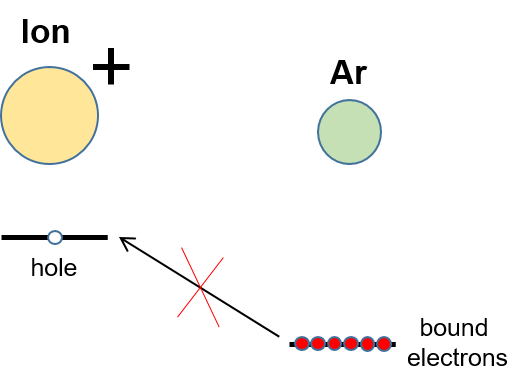 Ion
+
Ar
hole
bound
electrons